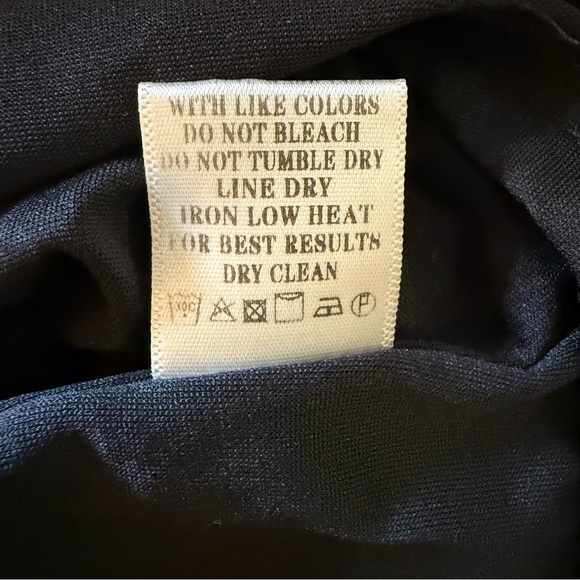 WITH LIKE COLORS
DO NOT BLEACH
DO NOT TUMBLE DRY
LINE DRY
IRON LOW HEAT
FOR BEST RESULTS
DRY CLEAN